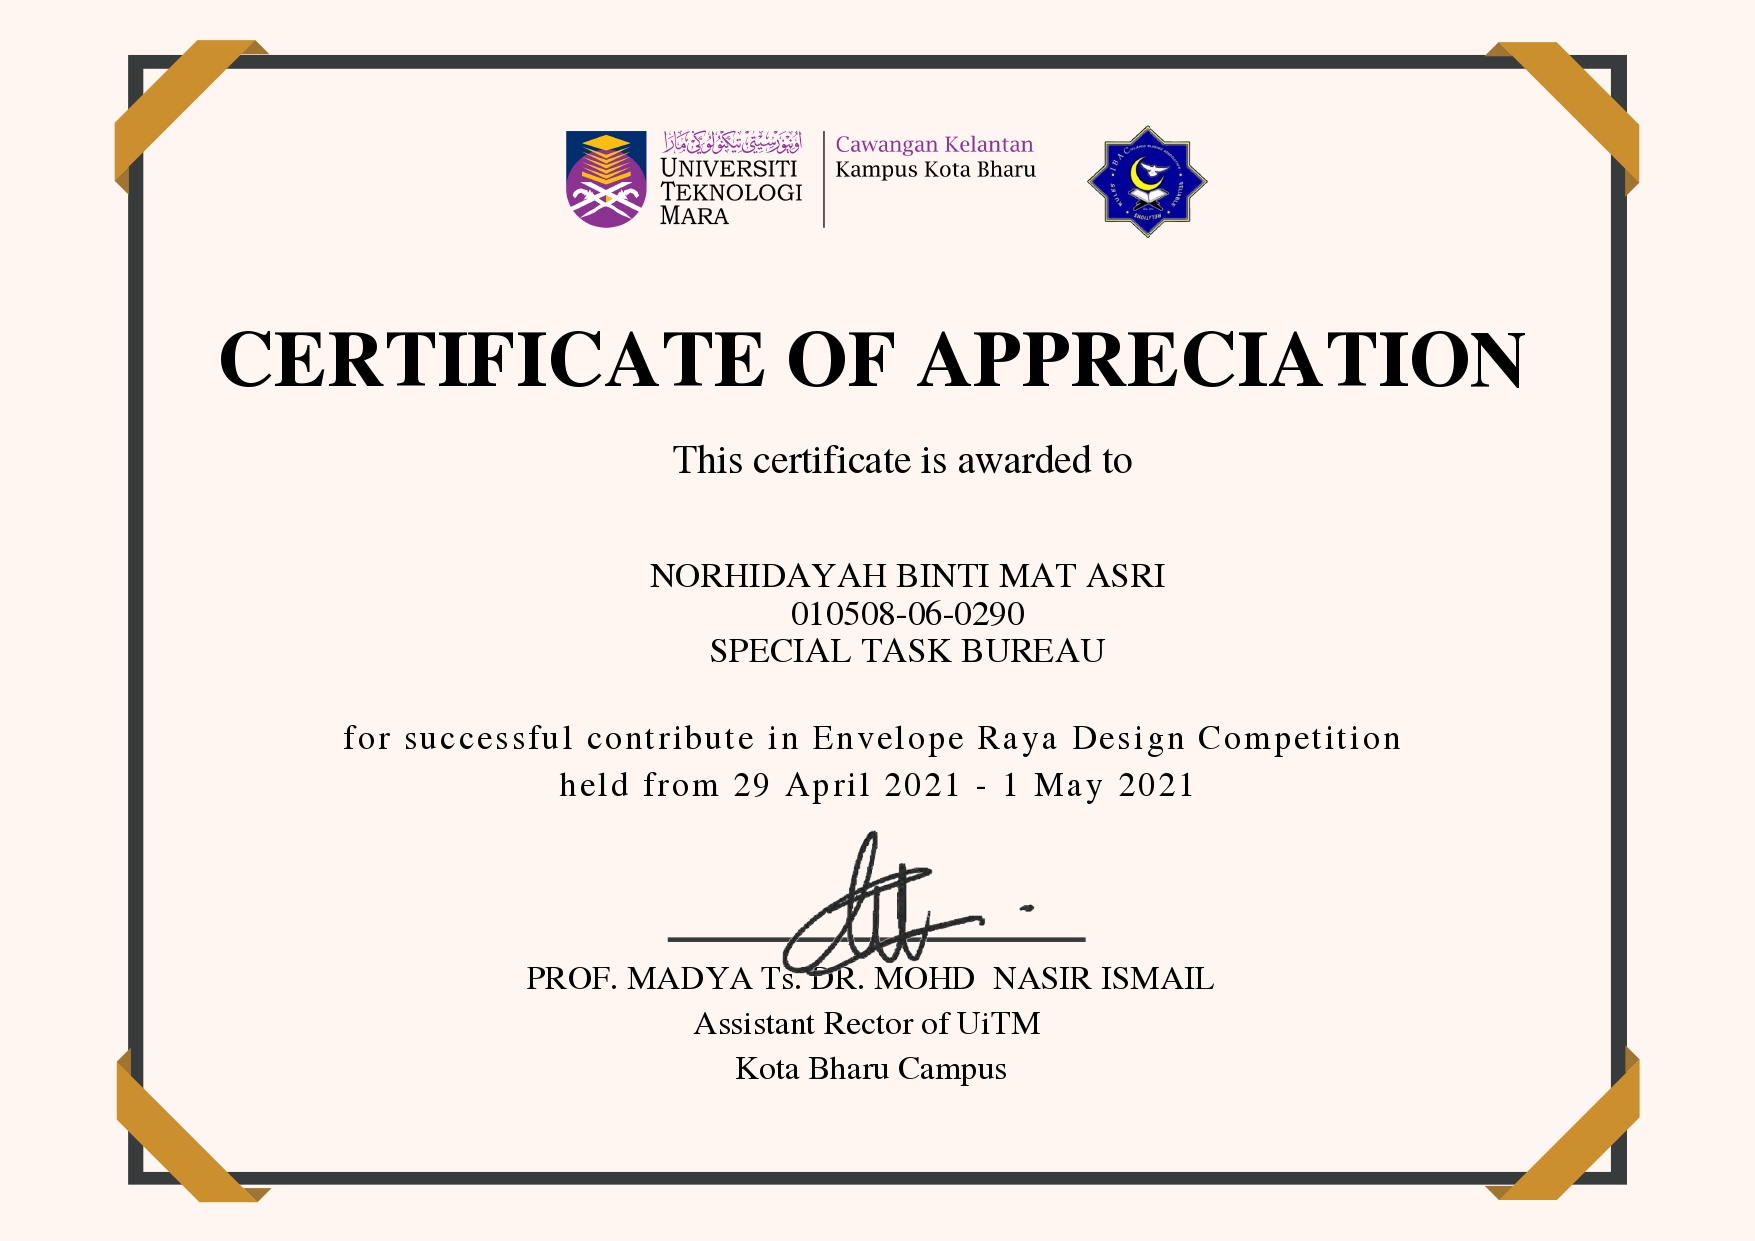 اونيۏرسيتي تيكنولوڬي مارا
UNIVERSITI
TEKNOLOGI
MARA
Cawangan Kelantan
Kampus Kota Bharu
IBAC
RELIABLE
RELATIONS
CERTIFICATE OF APPRECIATION
This certificate is awarded to
NORHIDAYAH BINTI MAT ASRI
010508-06-0290
SPECIAL TASK BUREAU
for successful contribute in Envelope Raya Design Competition
held from 29 April 2021 - 1 May 2021
PROF. MADYA Ts. DR. MOHD NASIR ISMAIL
Assistant Rector of UiTM
Kota Bharu Campus